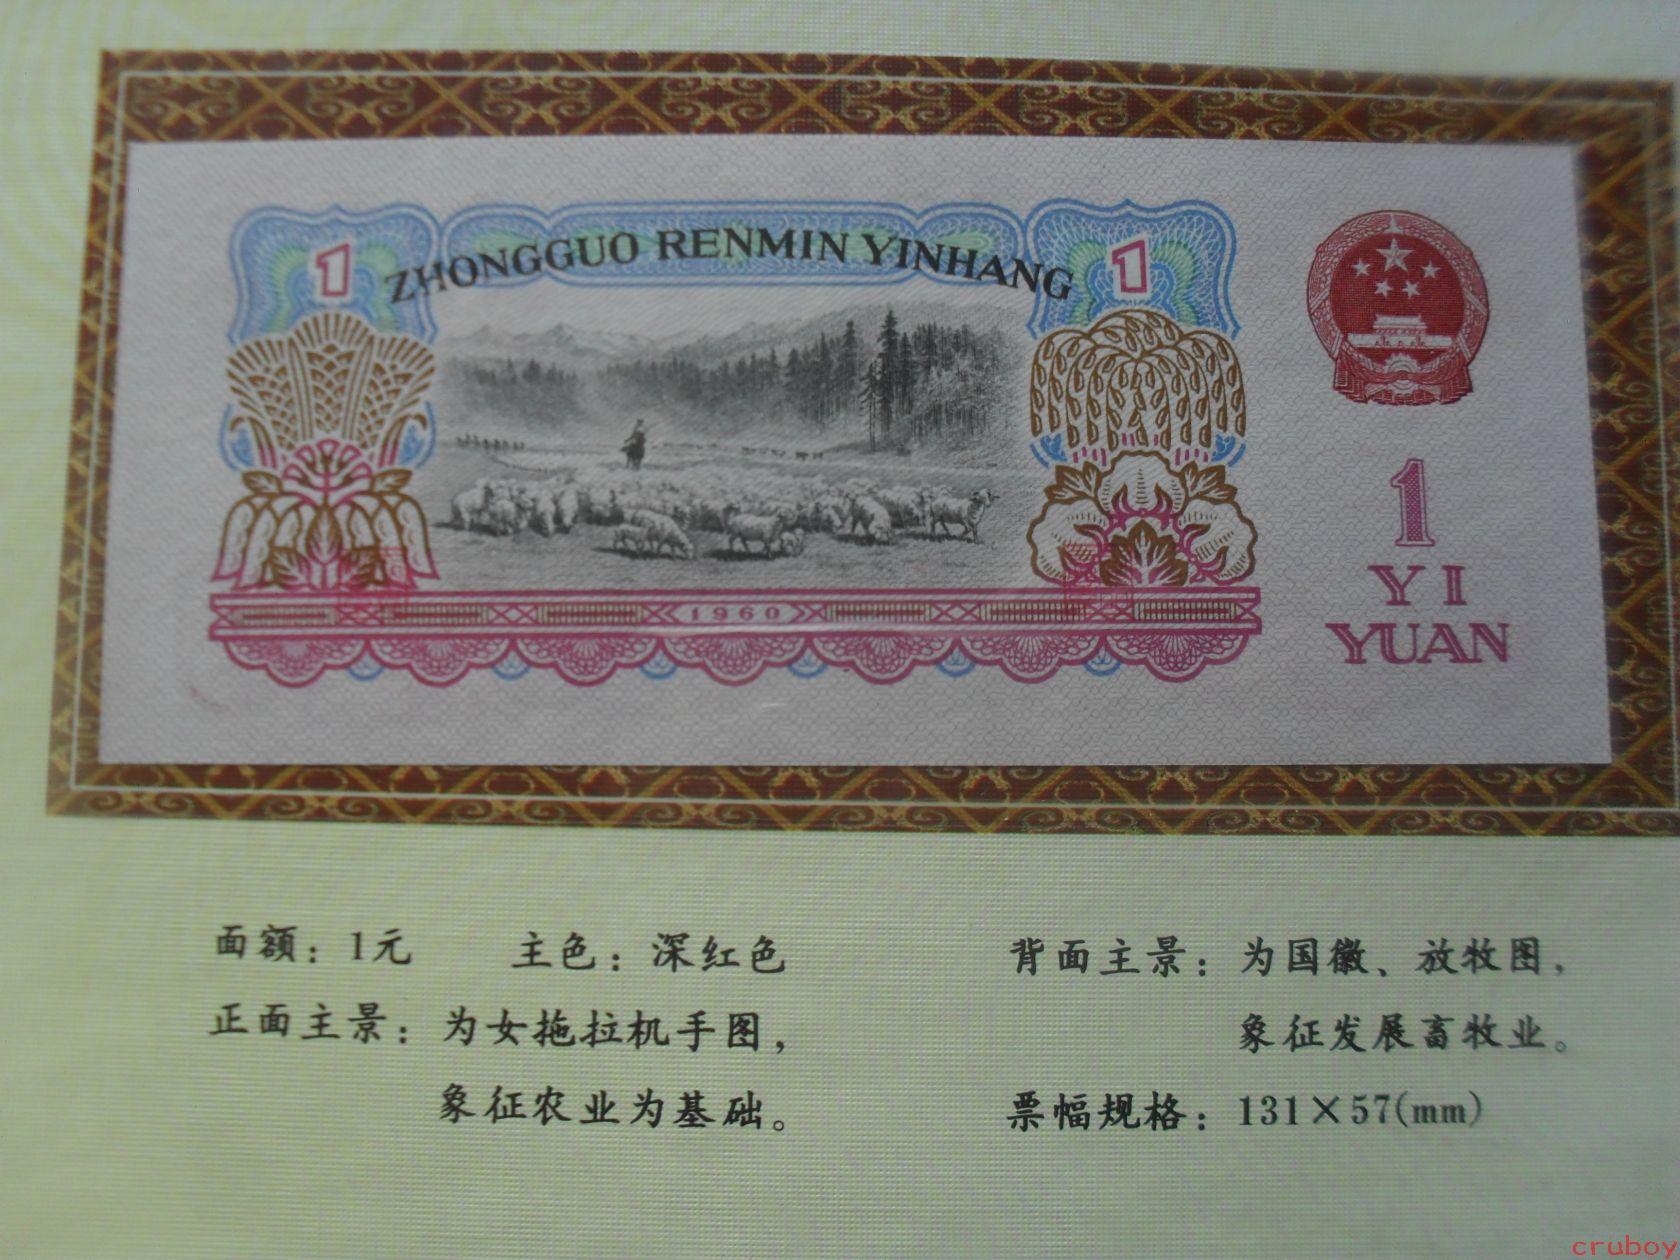 1
ZHONGGUO RENMIN YINHANG
1
1
YI
YUAN
1960
面额：1元 主色：深红色
正面主景：为女拖拉机手图，
象征农业为基础。
背面主景：为国徽、放牧图，
象征发展畜牧业。
票幅规格：131×57(mm)
cruboy